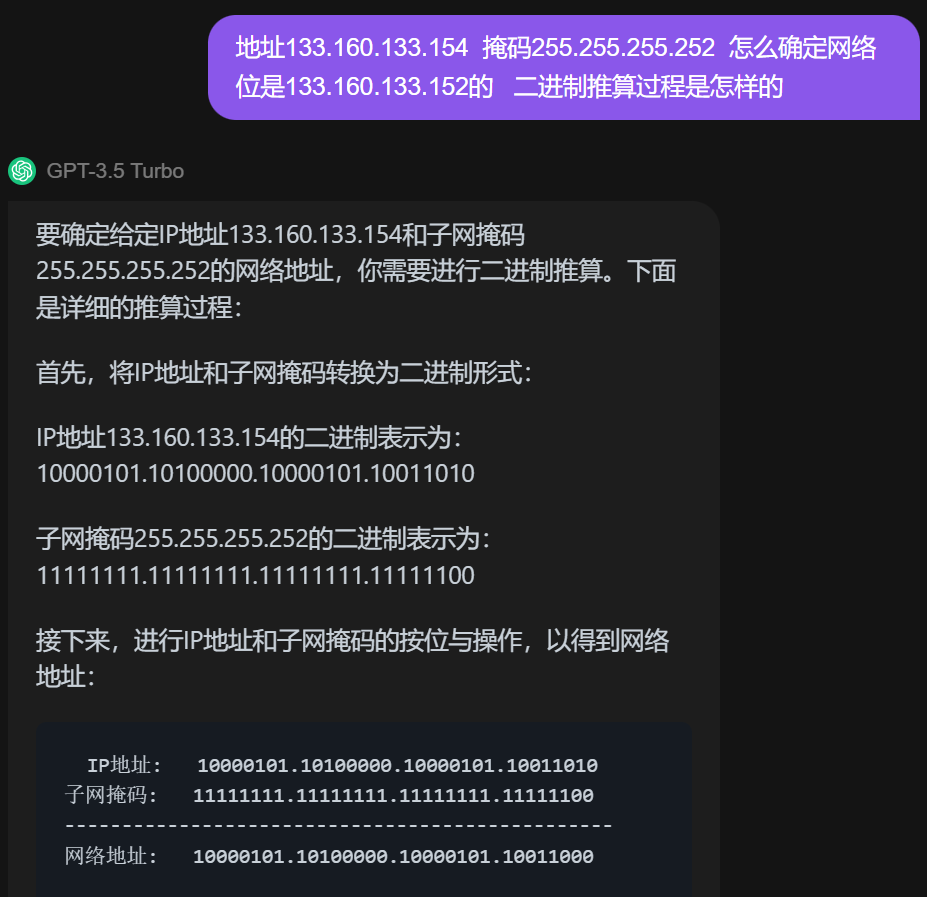 地址133.160.133.154  掩码255.255.255.252  怎么确定网络
位是133.160.133.152的   二进制推算过程是怎样的
GPT-3.5 Turbo
要确定给定IP地址133.160.133.154和子网掩码
255.255.255.252的网络地址，你需要进行二进制推算。下面
是详细的推算过程：
首先，将IP地址和子网掩码转换为二进制形式：
IP地址133.160.133.154的二进制表示为：
10000101.10100000.10000101.10011010
子网掩码255.255.255.252的二进制表示为：
11111111.11111111.11111111.11111100
接下来，进行IP地址和子网掩码的按位与操作，以得到网络
地址：
IP地址:   10000101.10100000.10000101.10011010
子网掩码:   11111111.11111111.11111111.11111100
-----------------------------------------------
网络地址:   10000101.10100000.10000101.10011000